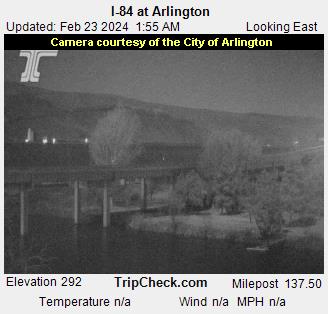 I-84 at Arlington
Updated: Feb 23 2024 1:55 AM Looking East
Camera courtesy of the City of Arlington
Elevation 292 TripCheck.com Milepost 137.50
Temperature n/a Wind n/a MPH n/a